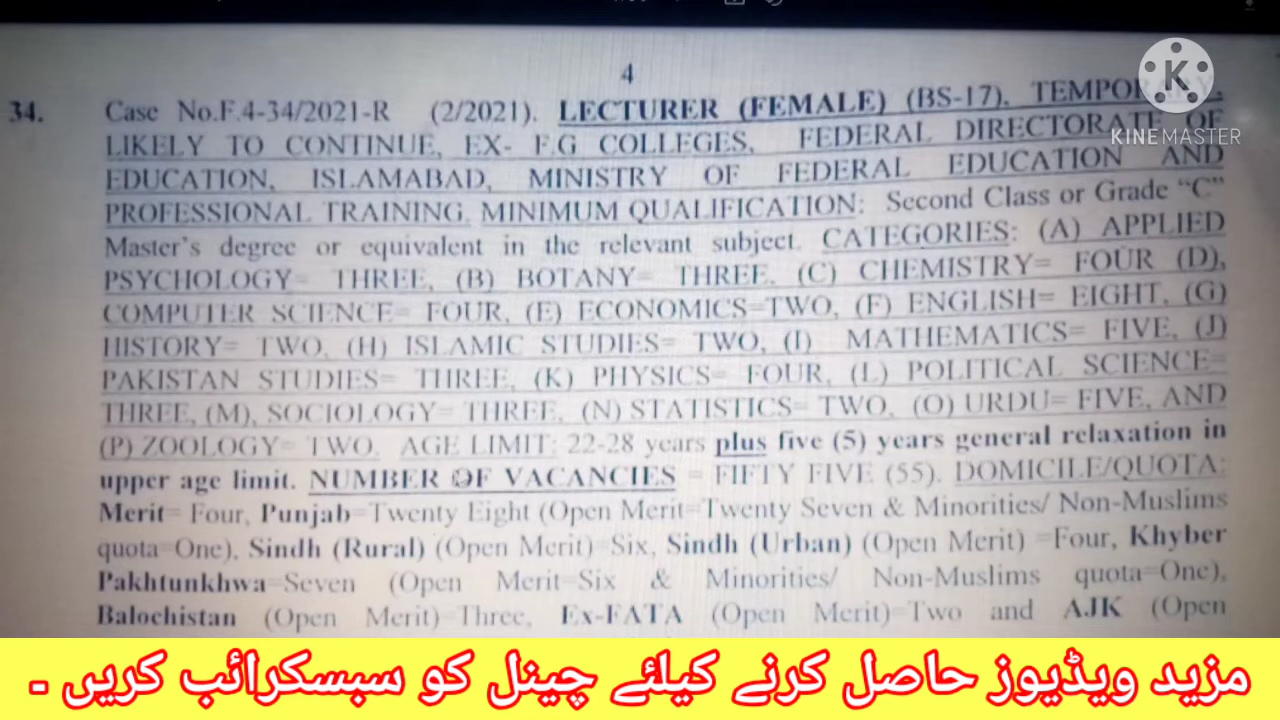 4
34. Case No.F.4-34/2021-R (2/2021). LECTURER (FEMALE) (BS-17), TEMPORARY,
LIKELY TO CONTINUE, EX- F.G COLLEGES, FEDERAL DIRECTORATE OF
EDUCATION, ISLAMABAD, MINISTRY OF FEDERAL EDUCATION AND
PROFESSIONAL TRAINING. MINIMUM QUALIFICATION: Second Class or Grade “C”
Master’s degree or equivalent in the relevant subject. CATEGORIES: (A) APPLIED
PSYCHOLOGY= THREE, (B) BOTANY= THREE. (C) CHEMISTRY= FOUR (D),
COMPUTER SCIENCE= FOUR, (E) ECONOMICS=TWO, (F) ENGLISH= EIGHT, (G)
HISTORY= TWO, (H) ISLAMIC STUDIES= TWO, (I) MATHEMATICS= FIVE, (J)
PAKISTAN STUDIES= THREE, (K) PHYSICS= FOUR, (L) POLITICAL SCIENCE=
THREE, (M), SOCIOLOGY= THREE, (N) STATISTICS= TWO, (O) URDU= FIVE, AND
(P) ZOOLOGY= TWO. AGE LIMIT: 22-28 years plus five (5) years general relaxation in
upper age limit. NUMBER OF VACANCIES = FIFTY FIVE (55). DOMICILE/QUOTA:
Merit= Four, Punjab=Twenty Eight (Open Merit=Twenty Seven & Minorities/ Non-Muslims
quota=One), Sindh (Rural) (Open Merit)=Six, Sindh (Urban) (Open Merit) =Four, Khyber
Pakhtunkhwa=Seven (Open Merit=Six & Minorities/ Non-Muslims quota=One),
Balochistan (Open Merit)=Three, Ex-FATA (Open Merit)=Two and AJK (Open
K
KINEMASTER
مزید ویڈیوز حاصل کرنے کیلئے چینل کو سبسکرائب کریں ۔